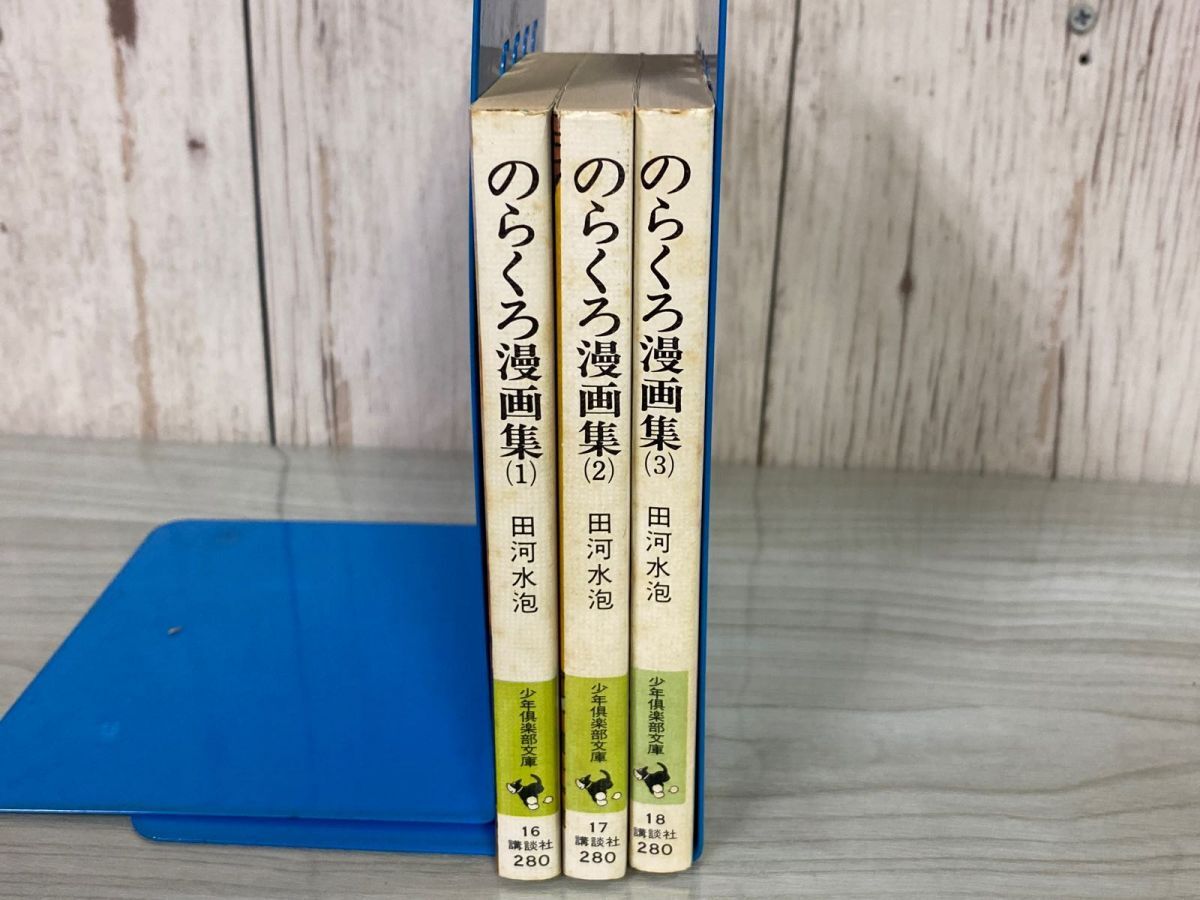 のらくろ漫画集(1)
田河水泡
少年倶楽部文庫
16
講談社
280
のらくろ漫画集(2)
田河水泡
少年倶楽部文庫
17
講談社
280
のらくろ漫画集(3)
田河水泡
少年倶楽部文庫
18
講談社
280